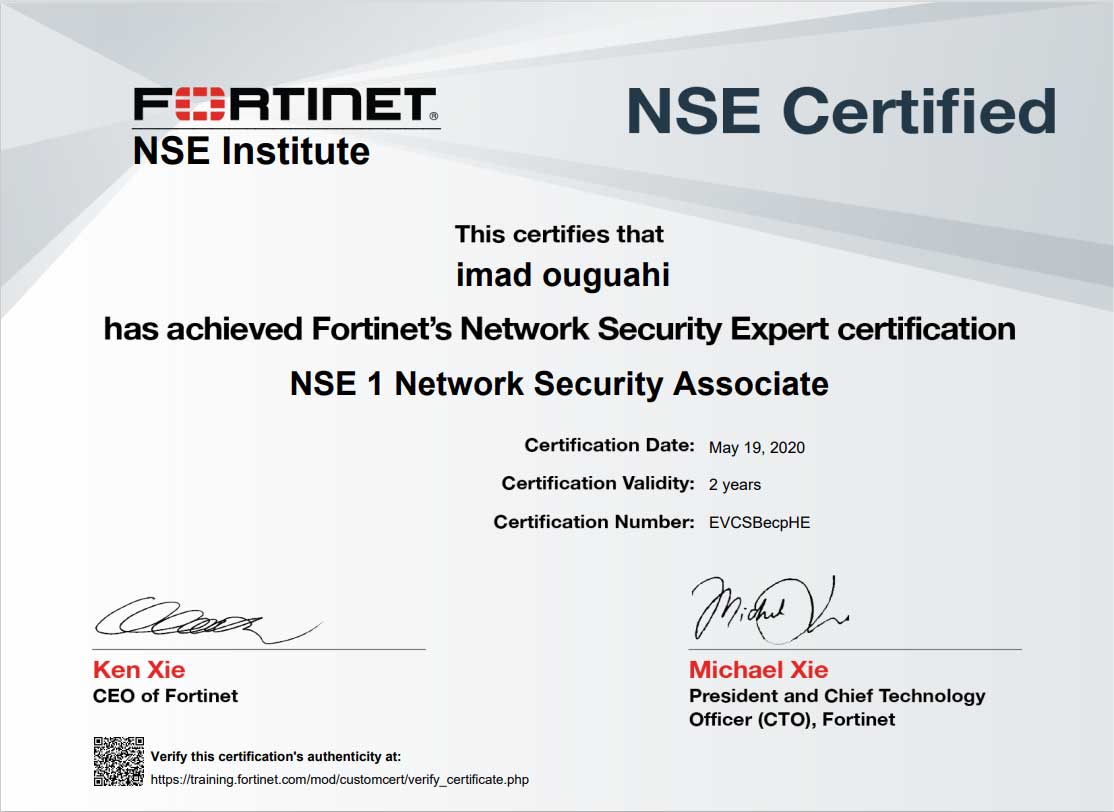 FORTINET®
NSE Institute
NSE Certified
This certifies that
imad ouguahi
has achieved Fortinet’s Network Security Expert certification
NSE 1 Network Security Associate
Certification Date: May 19, 2020
Certification Validity: 2 years
Certification Number: EVCSBecpHE
Ken Xie
CEO of Fortinet
Michael Xie
President and Chief Technology
Officer (CTO), Fortinet
Verify this certification's authenticity at:
https://training.fortinet.com/mod/customcert/verify_certificate.php